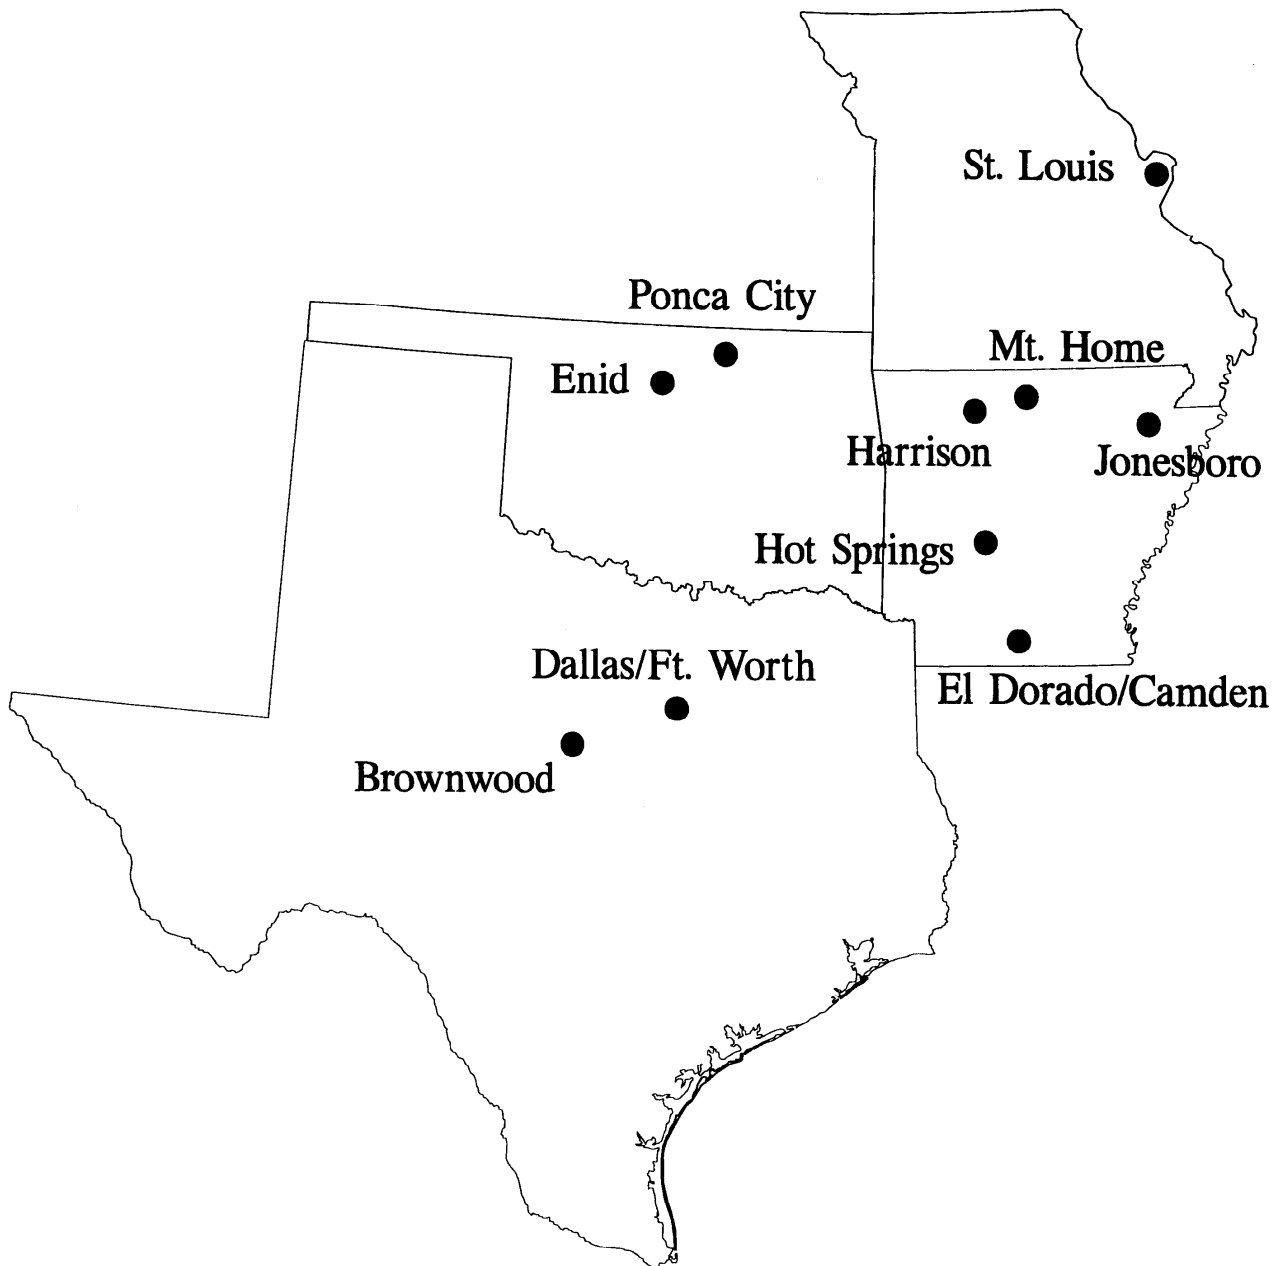 St. Louis
Ponca City
Mt. Home
Enid
Harrison
Jonesboro
Hot Springs
Dallas/Ft. Worth
El Dorado/Camden
Brownwood